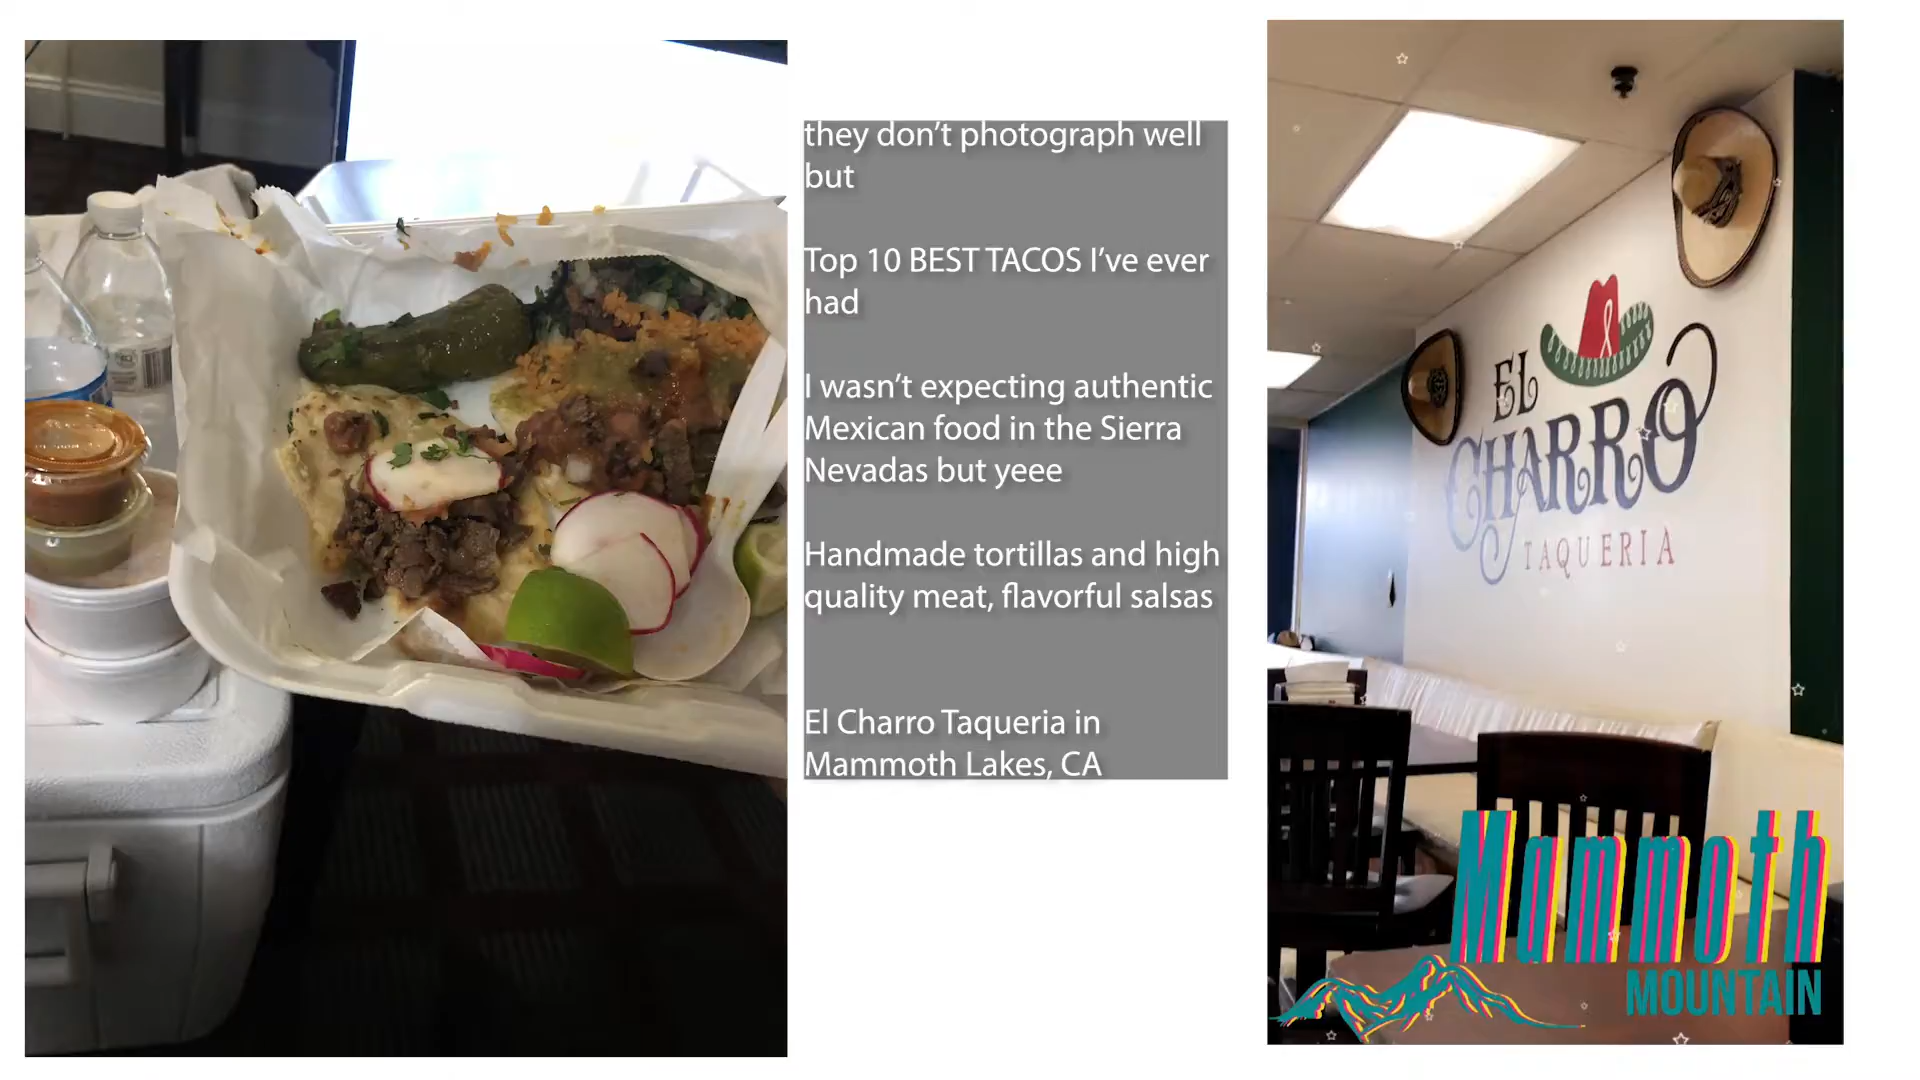 they don’t photograph well
but
Top 10 BEST TACOS I’ve ever
had
I wasn’t expecting authentic
Mexican food in the Sierra
Nevadas but yeee
Handmade tortillas and high
quality meat, flavorful salsas
El Charro Taqueria in
Mammoth Lakes, CA
EL
CHARRO
TAQUERIA
Mammoth
MOUNTAIN